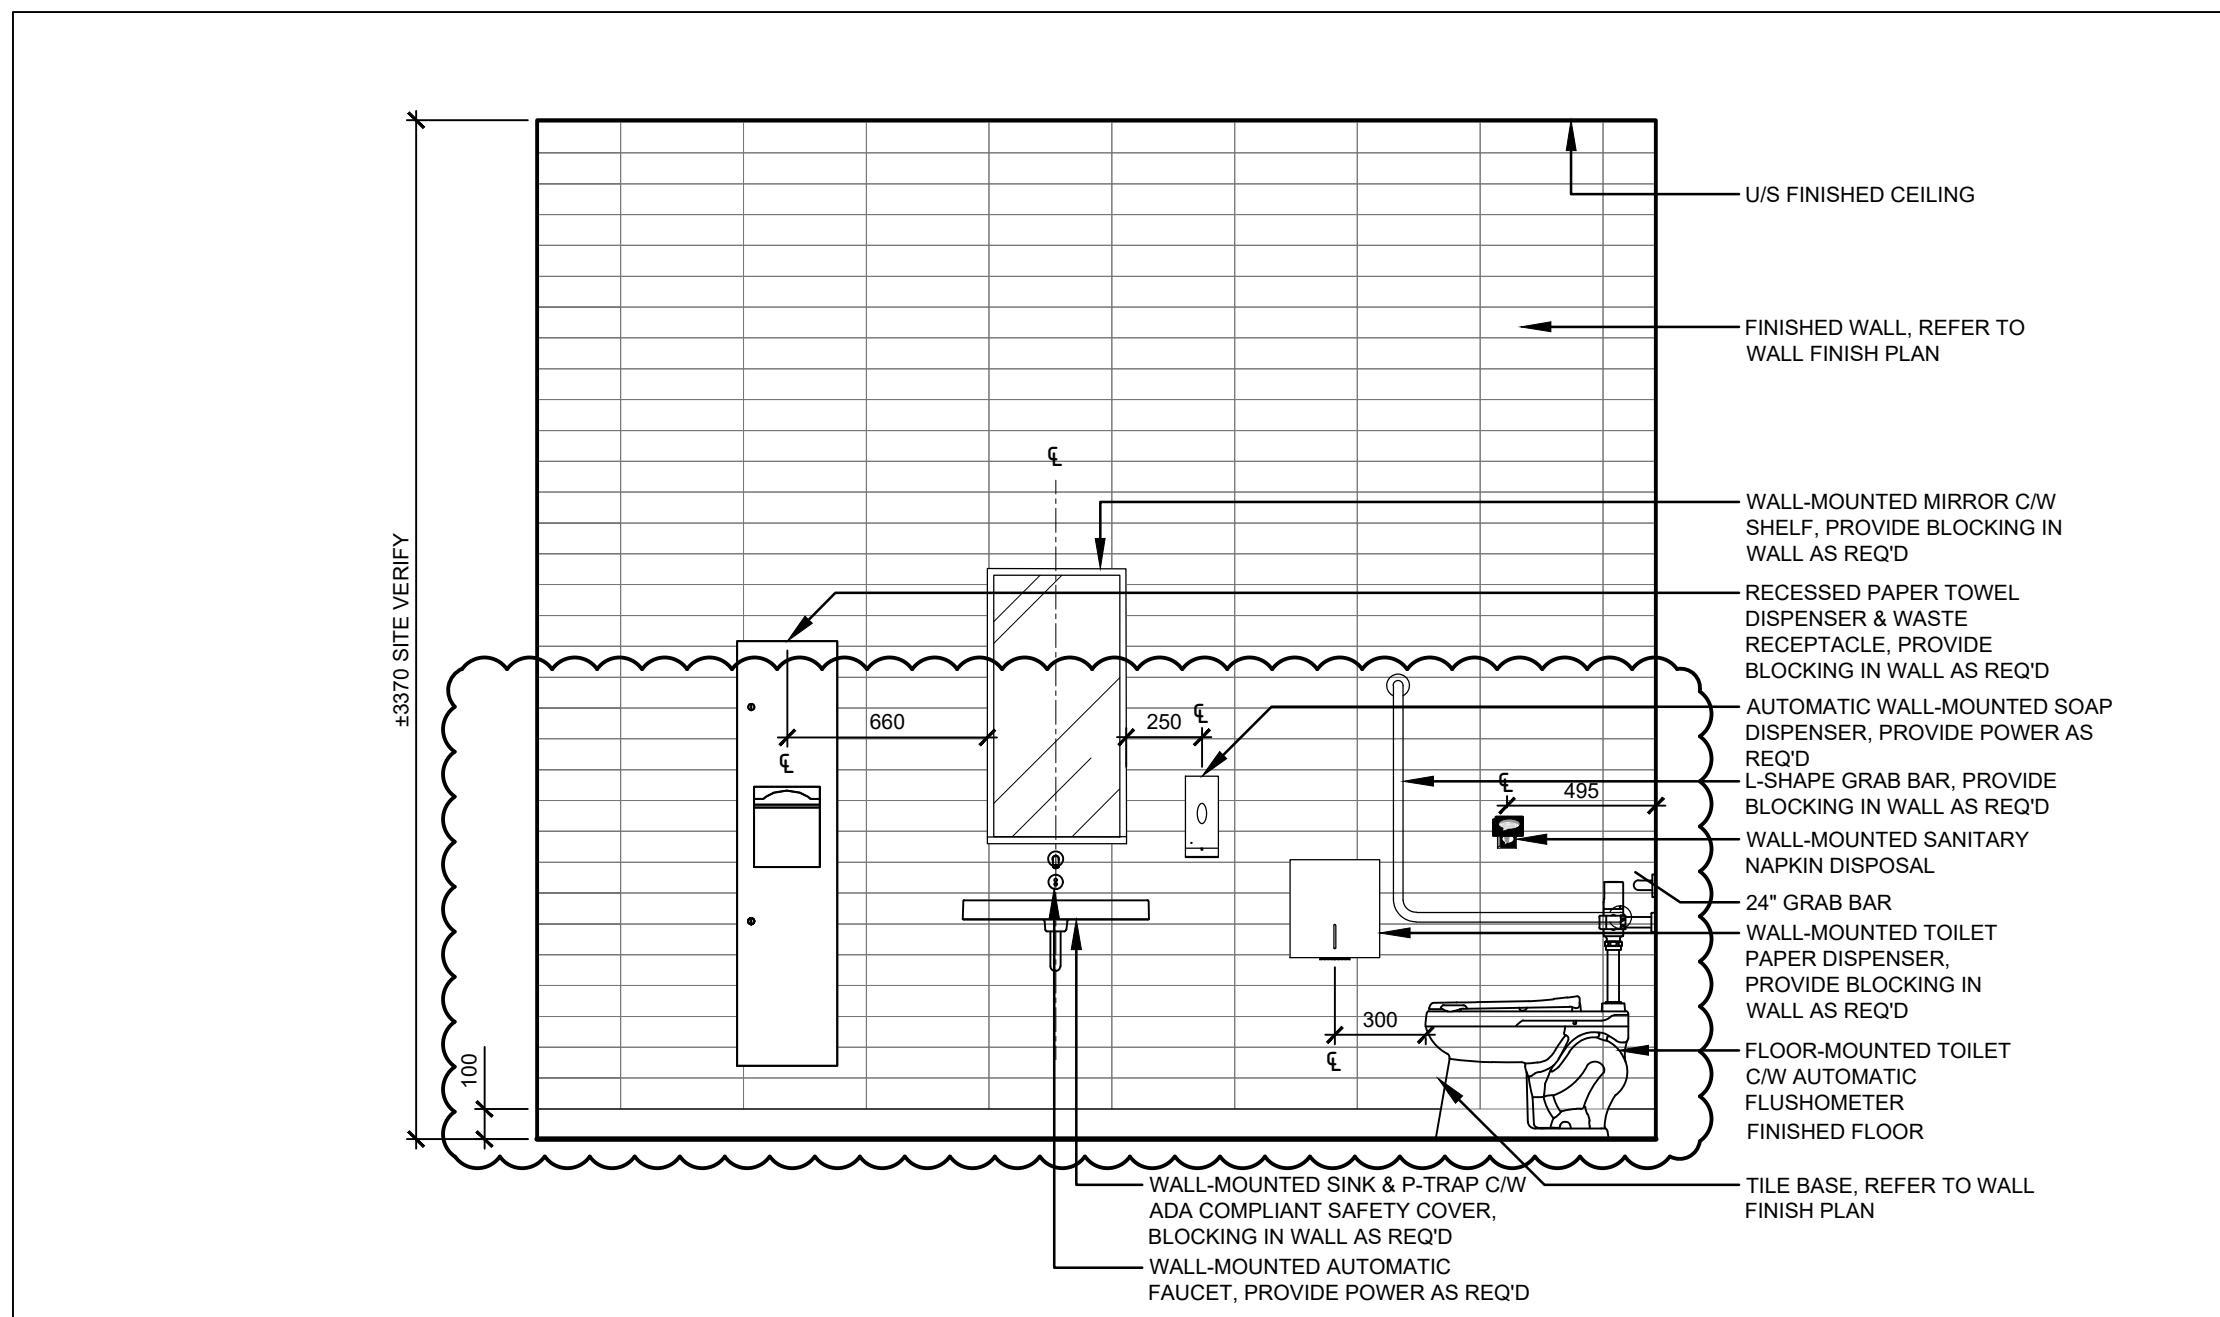 U/S FINISHED CEILING
FINISHED WALL, REFER TO
WALL FINISH PLAN
℄
WALL-MOUNTED MIRROR C/W
SHELF, PROVIDE BLOCKING IN
WALL AS REQ'D
±3370 SITE VERIFY
RECESSED PAPER TOWEL
DISPENSER & WASTE
RECEPTACLE, PROVIDE
BLOCKING IN WALL AS REQ'D
660
℄
250
℄
AUTOMATIC WALL-MOUNTED SOAP
DISPENSER, PROVIDE POWER AS
REQ'D
L-SHAPE GRAB BAR, PROVIDE
BLOCKING IN WALL AS REQ'D
℄
495
WALL-MOUNTED SANITARY
NAPKIN DISPOSAL
24" GRAB BAR
WALL-MOUNTED TOILET
PAPER DISPENSER,
PROVIDE BLOCKING IN
WALL AS REQ'D
300
℄
100
FLOOR-MOUNTED TOILET
C/W AUTOMATIC
FLUSHOMETER
FINISHED FLOOR
WALL-MOUNTED SINK & P-TRAP C/W
ADA COMPLIANT SAFETY COVER,
BLOCKING IN WALL AS REQ'D
TILE BASE, REFER TO WALL
FINISH PLAN
WALL-MOUNTED AUTOMATIC
FAUCET, PROVIDE POWER AS REQ'D